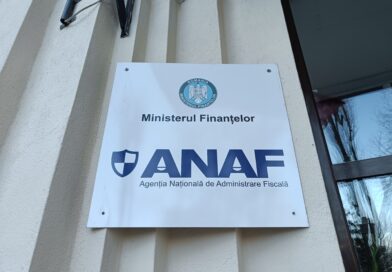 Ministerul Finanțelor
ANAF
Agenția Națională de Administrare Fiscală